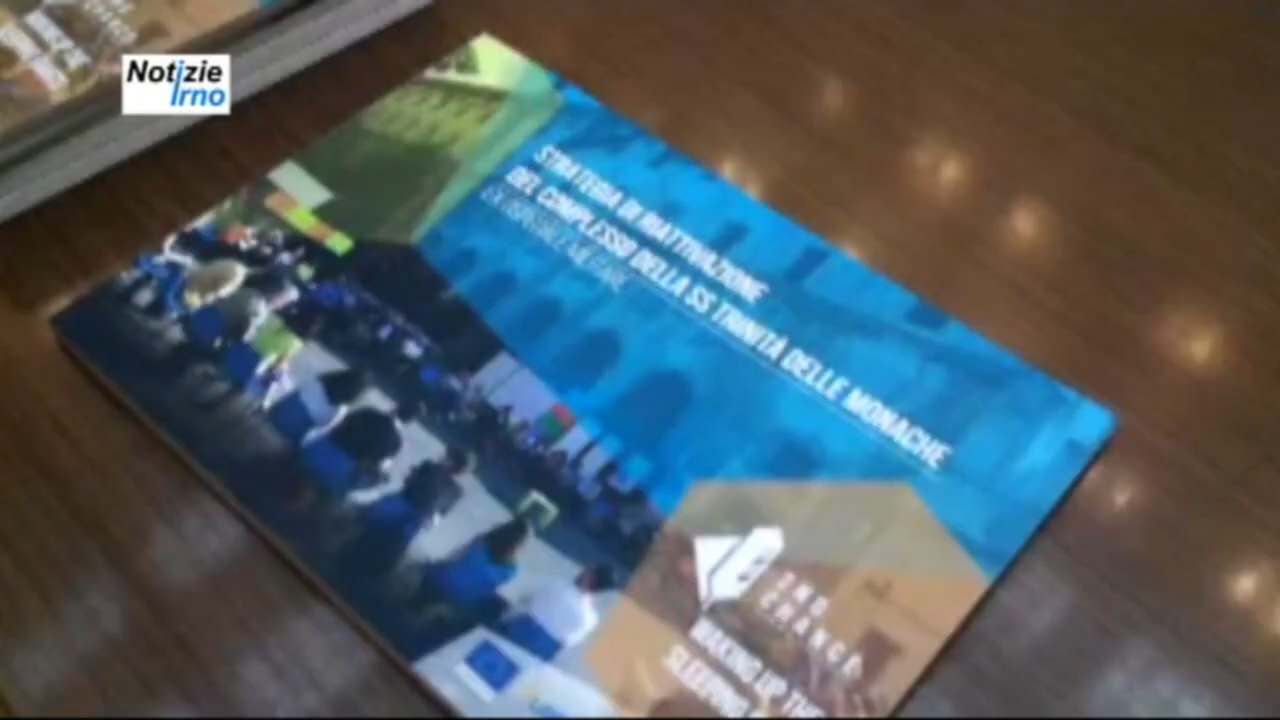 Notizie
Irno
STRATEGIA DI RIATTIVAZIONE
DEL COMPLESSO DELLA SS TRINITÀ DELLE MONACHE
2ND
CHANCE
WAKING UP THE
SLEEPING